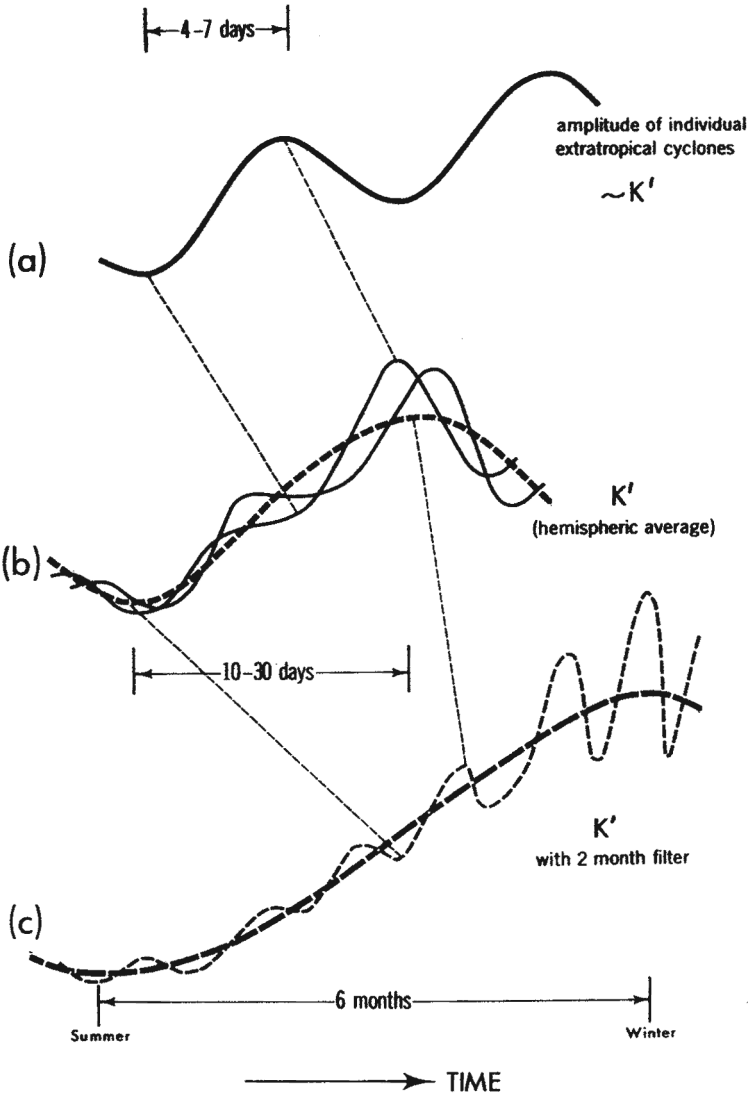 4-7 days
amplitude of individual
extratropical cyclones
~K'
(a)
K'
(hemispheric average)
(b)
10-30 days
K'
with 2 month filter
(c)
6 months
Summer
Winter
TIME